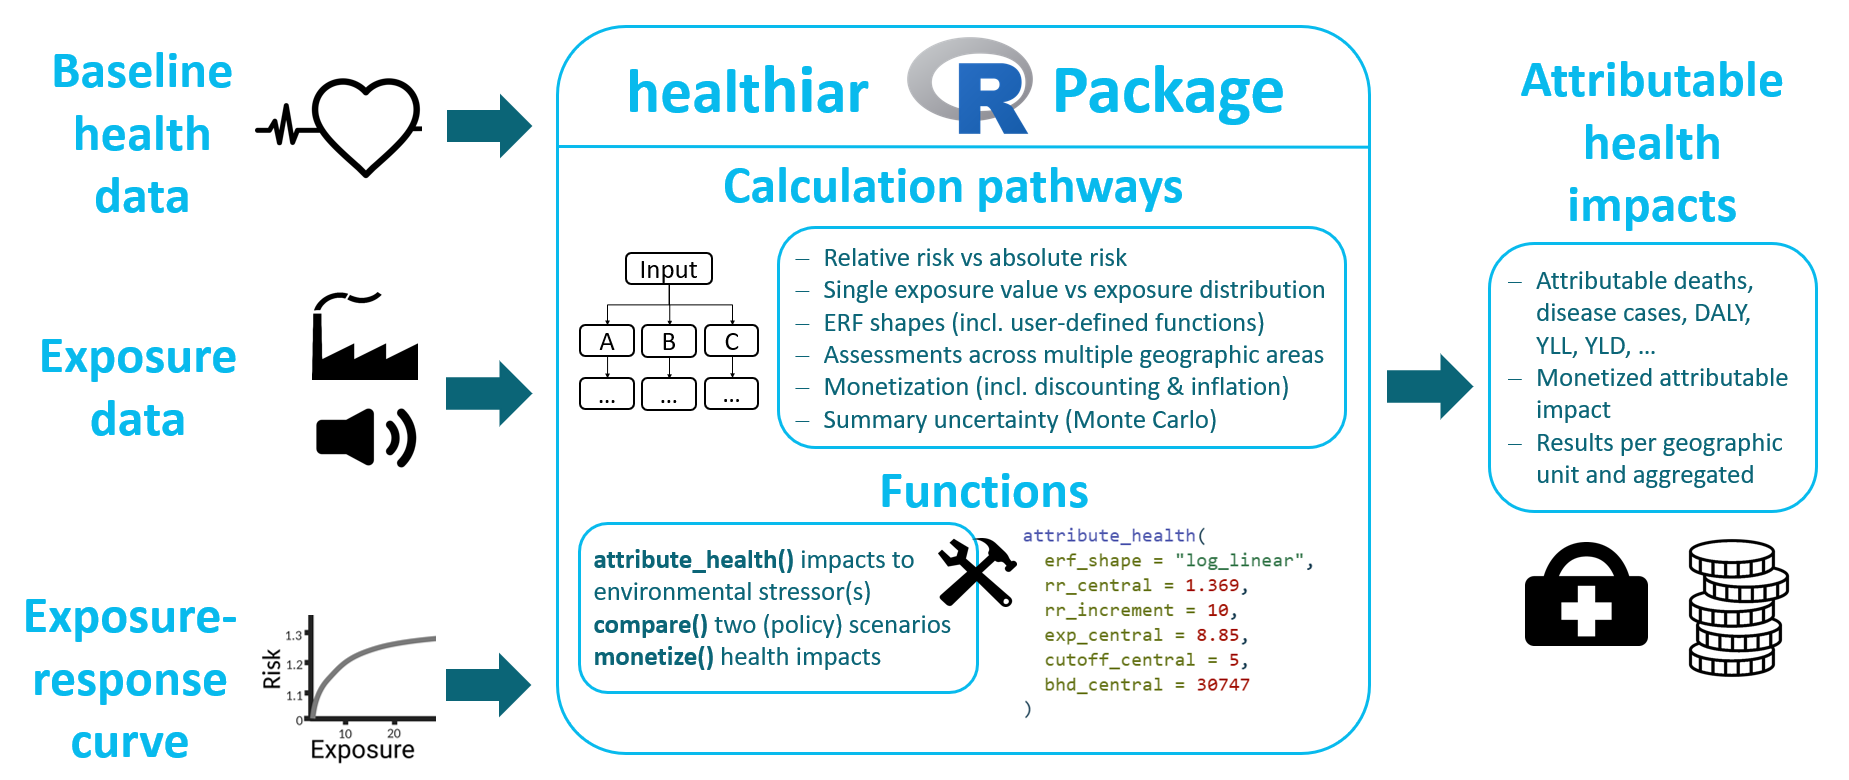 Baseline
health
data
Exposure
data
Exposure-
response
curve
Risk
1.3
1.2
1.1
0
10
20
Exposure
healthiar R Package
Calculation pathways
Input
A B C
... ... ...
– Relative risk vs absolute risk
– Single exposure value vs exposure distribution
– ERF shapes (incl. user-defined functions)
– Assessments across multiple geographic areas
– Monetization (incl. discounting & inflation)
– Summary uncertainty (Monte Carlo)
Functions
attribute_health() impacts to
environmental stressor(s)
compare() two (policy) scenarios
monetize() health impacts
attribute_health(
erf_shape = "log_linear",
rr_central = 1.369,
rr_increment = 10,
exp_central = 8.85,
cutoff_central = 5,
bhd_central = 30747
)
Attributable
health
impacts
– Attributable deaths,
disease cases, DALY,
YLL, YLD, ...
– Monetized attributable
impact
– Results per geographic
unit and aggregated